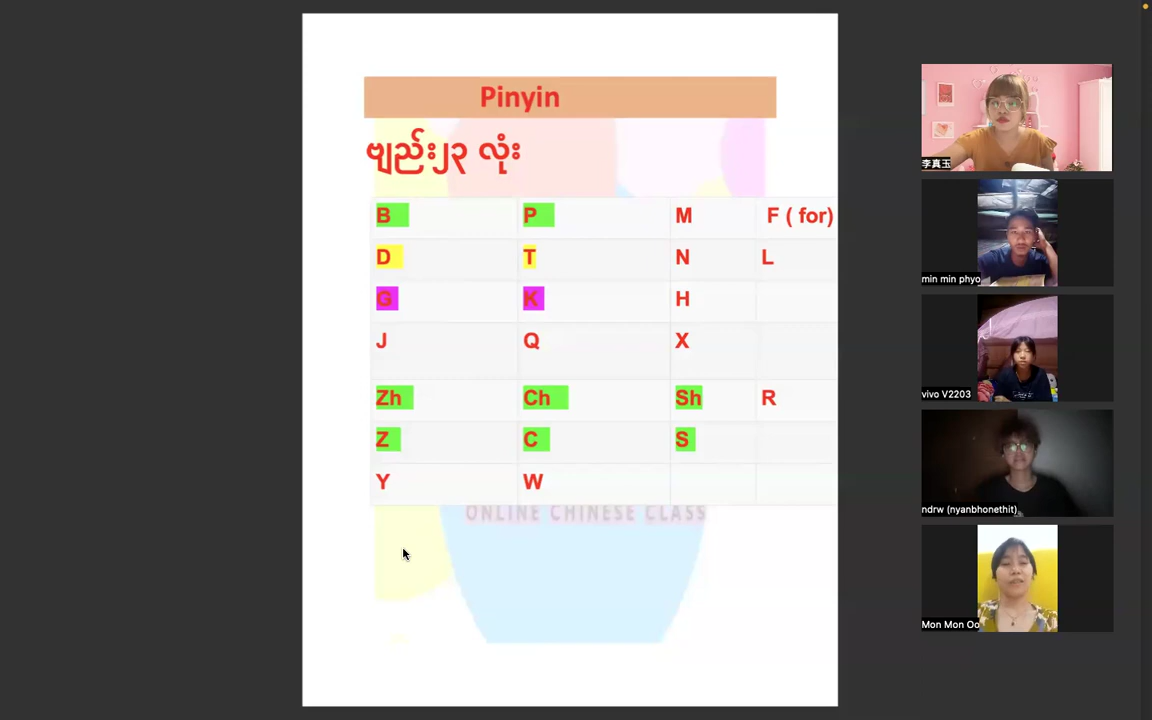 Pinyin
ဗျည်း၂၃ လုံး
B P M F ( for)
D T N L
G K H
J Q X
Zh Ch Sh R
Z C S
Y W
ONLINE CHINESE CLASS
李真玉
min min phyo
vivo V2203
ndrw (nyanbhonethit)
Mon Mon Oo